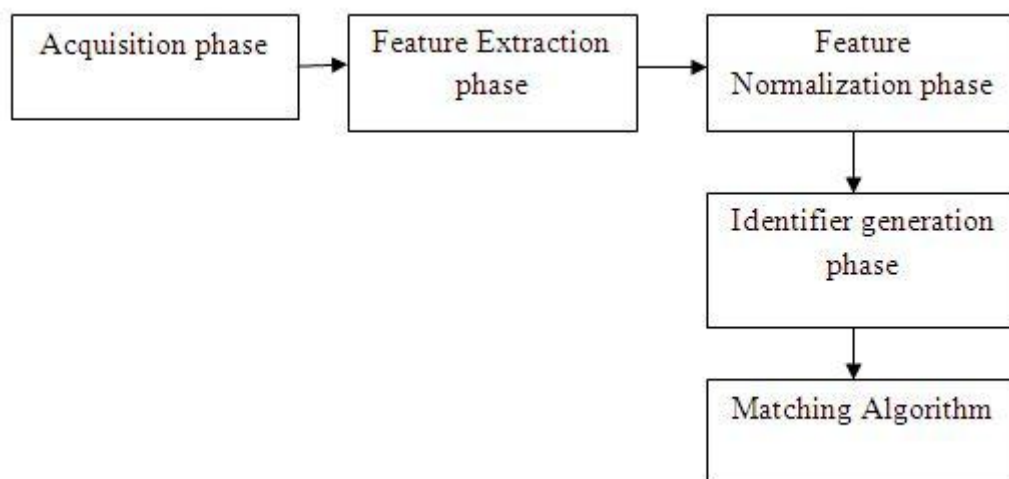 Acquisition phase
Feature Extraction
phase
Feature
Normalization phase
Identifier generation
phase
Matching Algorithm